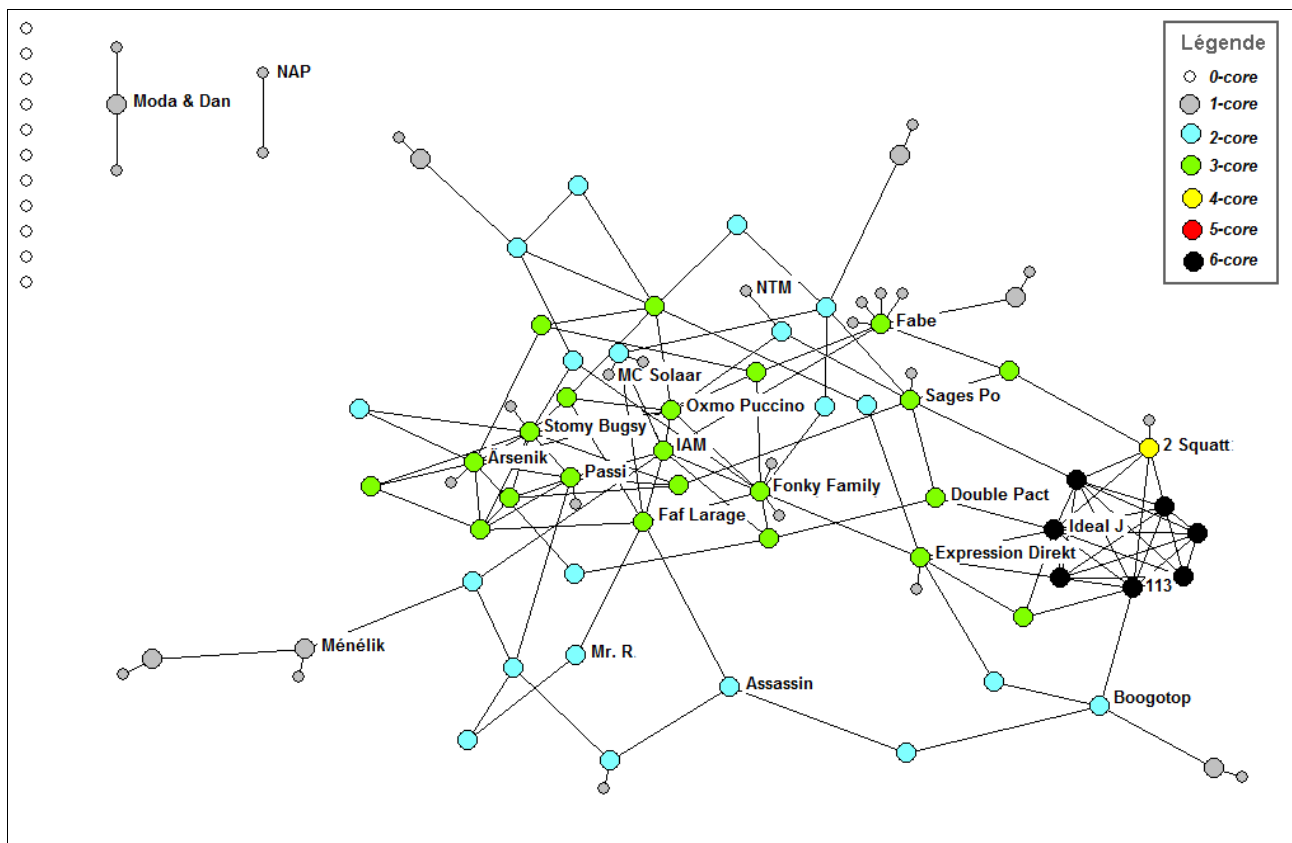 Légende
0-core
1-core
2-core
3-core
4-core
5-core
6-core
NAP
Moda & Dan
NTM
Fabe
MC Solaar
Oxmo Puccino
Sages Po
Stomy Bugsy
IAM
2 Squatt
Ärsenik
Passi
Fonky Family
Double Pact
Faf Larage
Ideal J
Expression Direkt
113
Ménélik
Mr. R
Assassin
Boogotop